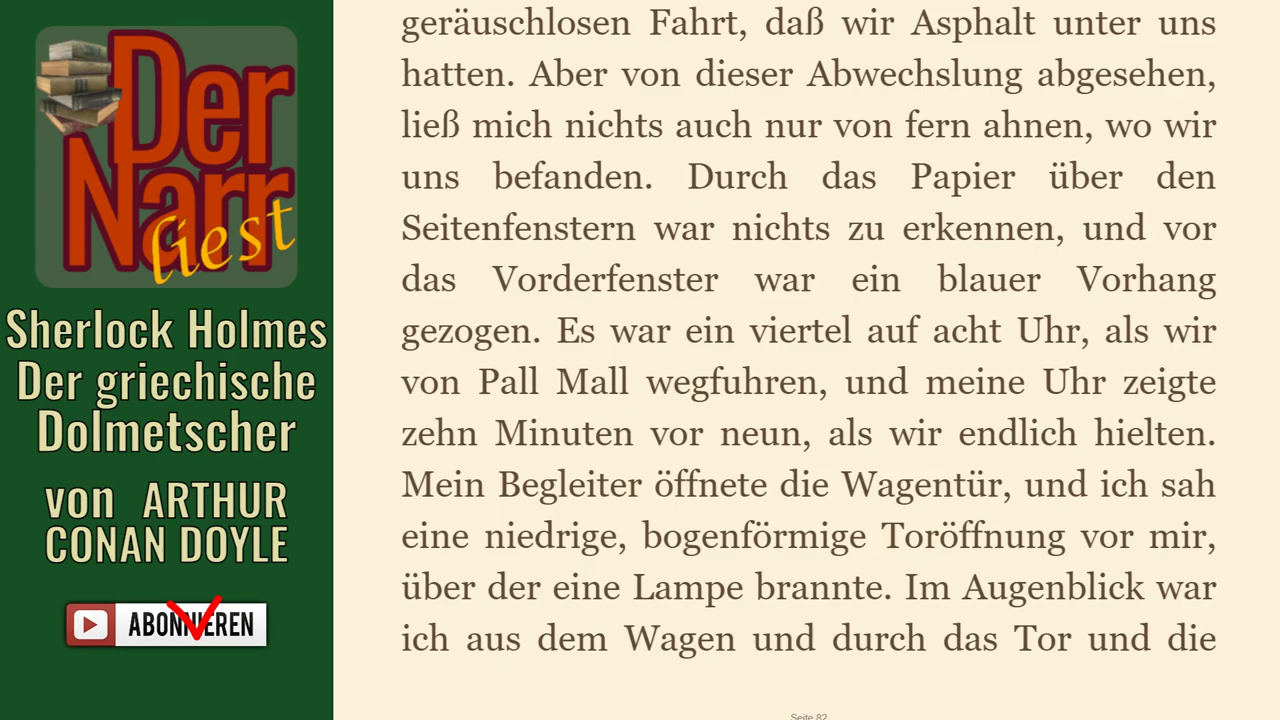 Der
Narr
liest
Sherlock Holmes
Der griechische
Dolmetscher
von ARTHUR
CONAN DOYLE
ABONNIEREN
geräuschlosen Fahrt, daß wir Asphalt unter uns
hatten. Aber von dieser Abwechslung abgesehen,
ließ mich nichts auch nur von fern ahnen, wo wir
uns befanden. Durch das Papier über den
Seitenfenstern war nichts zu erkennen, und vor
das Vorderfenster war ein blauer Vorhang
gezogen. Es war ein viertel auf acht Uhr, als wir
von Pall Mall wegfuhren, und meine Uhr zeigte
zehn Minuten vor neun, als wir endlich hielten.
Mein Begleiter öffnete die Wagentür, und ich sah
eine niedrige, bogenförmige Toröffnung vor mir,
über der eine Lampe brannte. Im Augenblick war
ich aus dem Wagen und durch das Tor und die
Seite 82